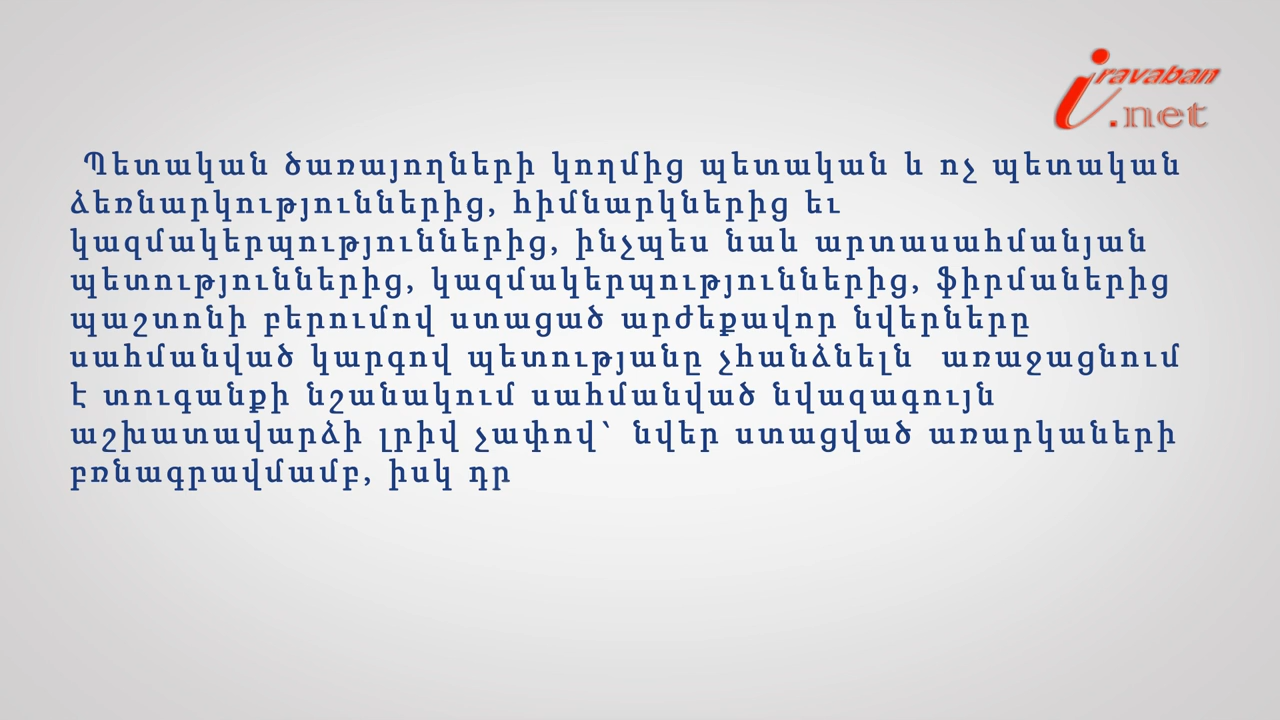 iravaban
.net
Պետական ծառայողների կողմից պետական և ոչ պետական
ձեռնարկություններից, հիմնարկներից եւ
կազմակերպություններից, ինչպես նաև արտասահմանյան
պետություններից, կազմակերպություններից, ֆիրմաներից
պաշտոնի բերումով ստացած արժեքավոր նվերները
սահմանված կարգով պետությանը չհանձնելն առաջացնում
է տուգանքի նշանակում սահմանված նվազագույն
աշխատավարձի լրիվ չափով՝ նվեր ստացված առարկաների
բռնագրավմամբ, իսկ դր